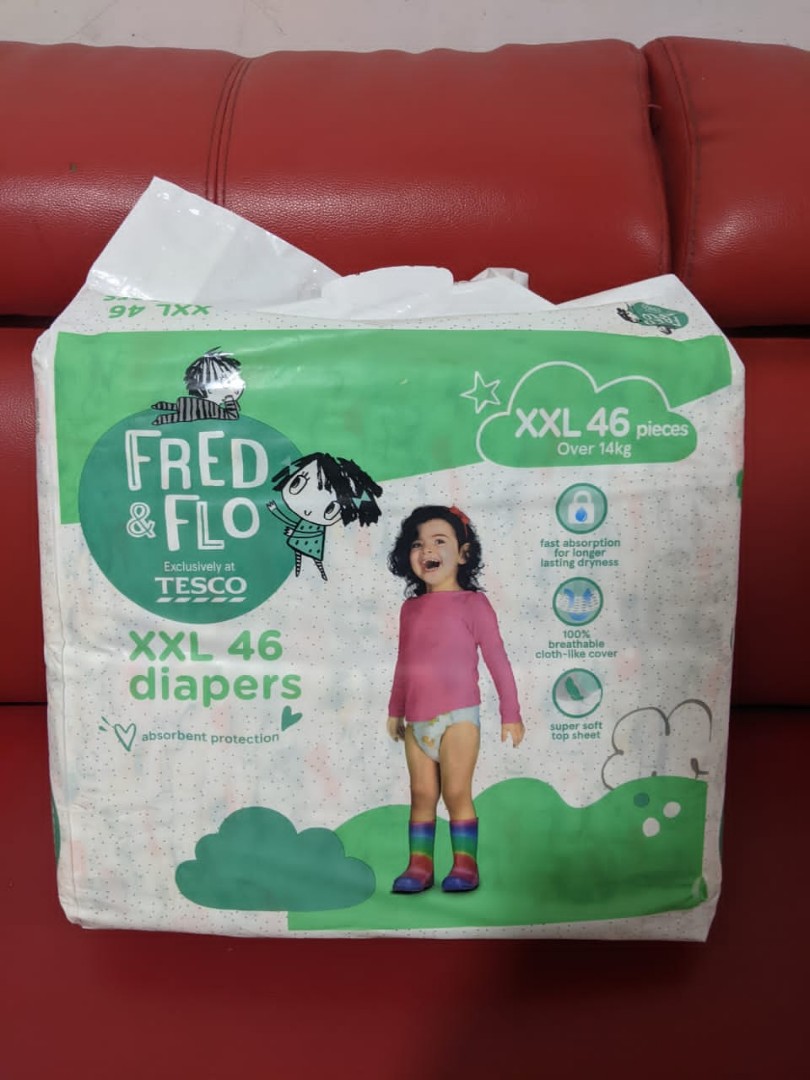 XXL 46
FRED
& FLO
Exclusively at
TESCO
XXL 46
diapers
absorbent protection
XXL 46 pieces
Over 14kg
fast absorption
for longer
lasting dryness
100%
breathable
cloth-like cover
super soft
top sheet